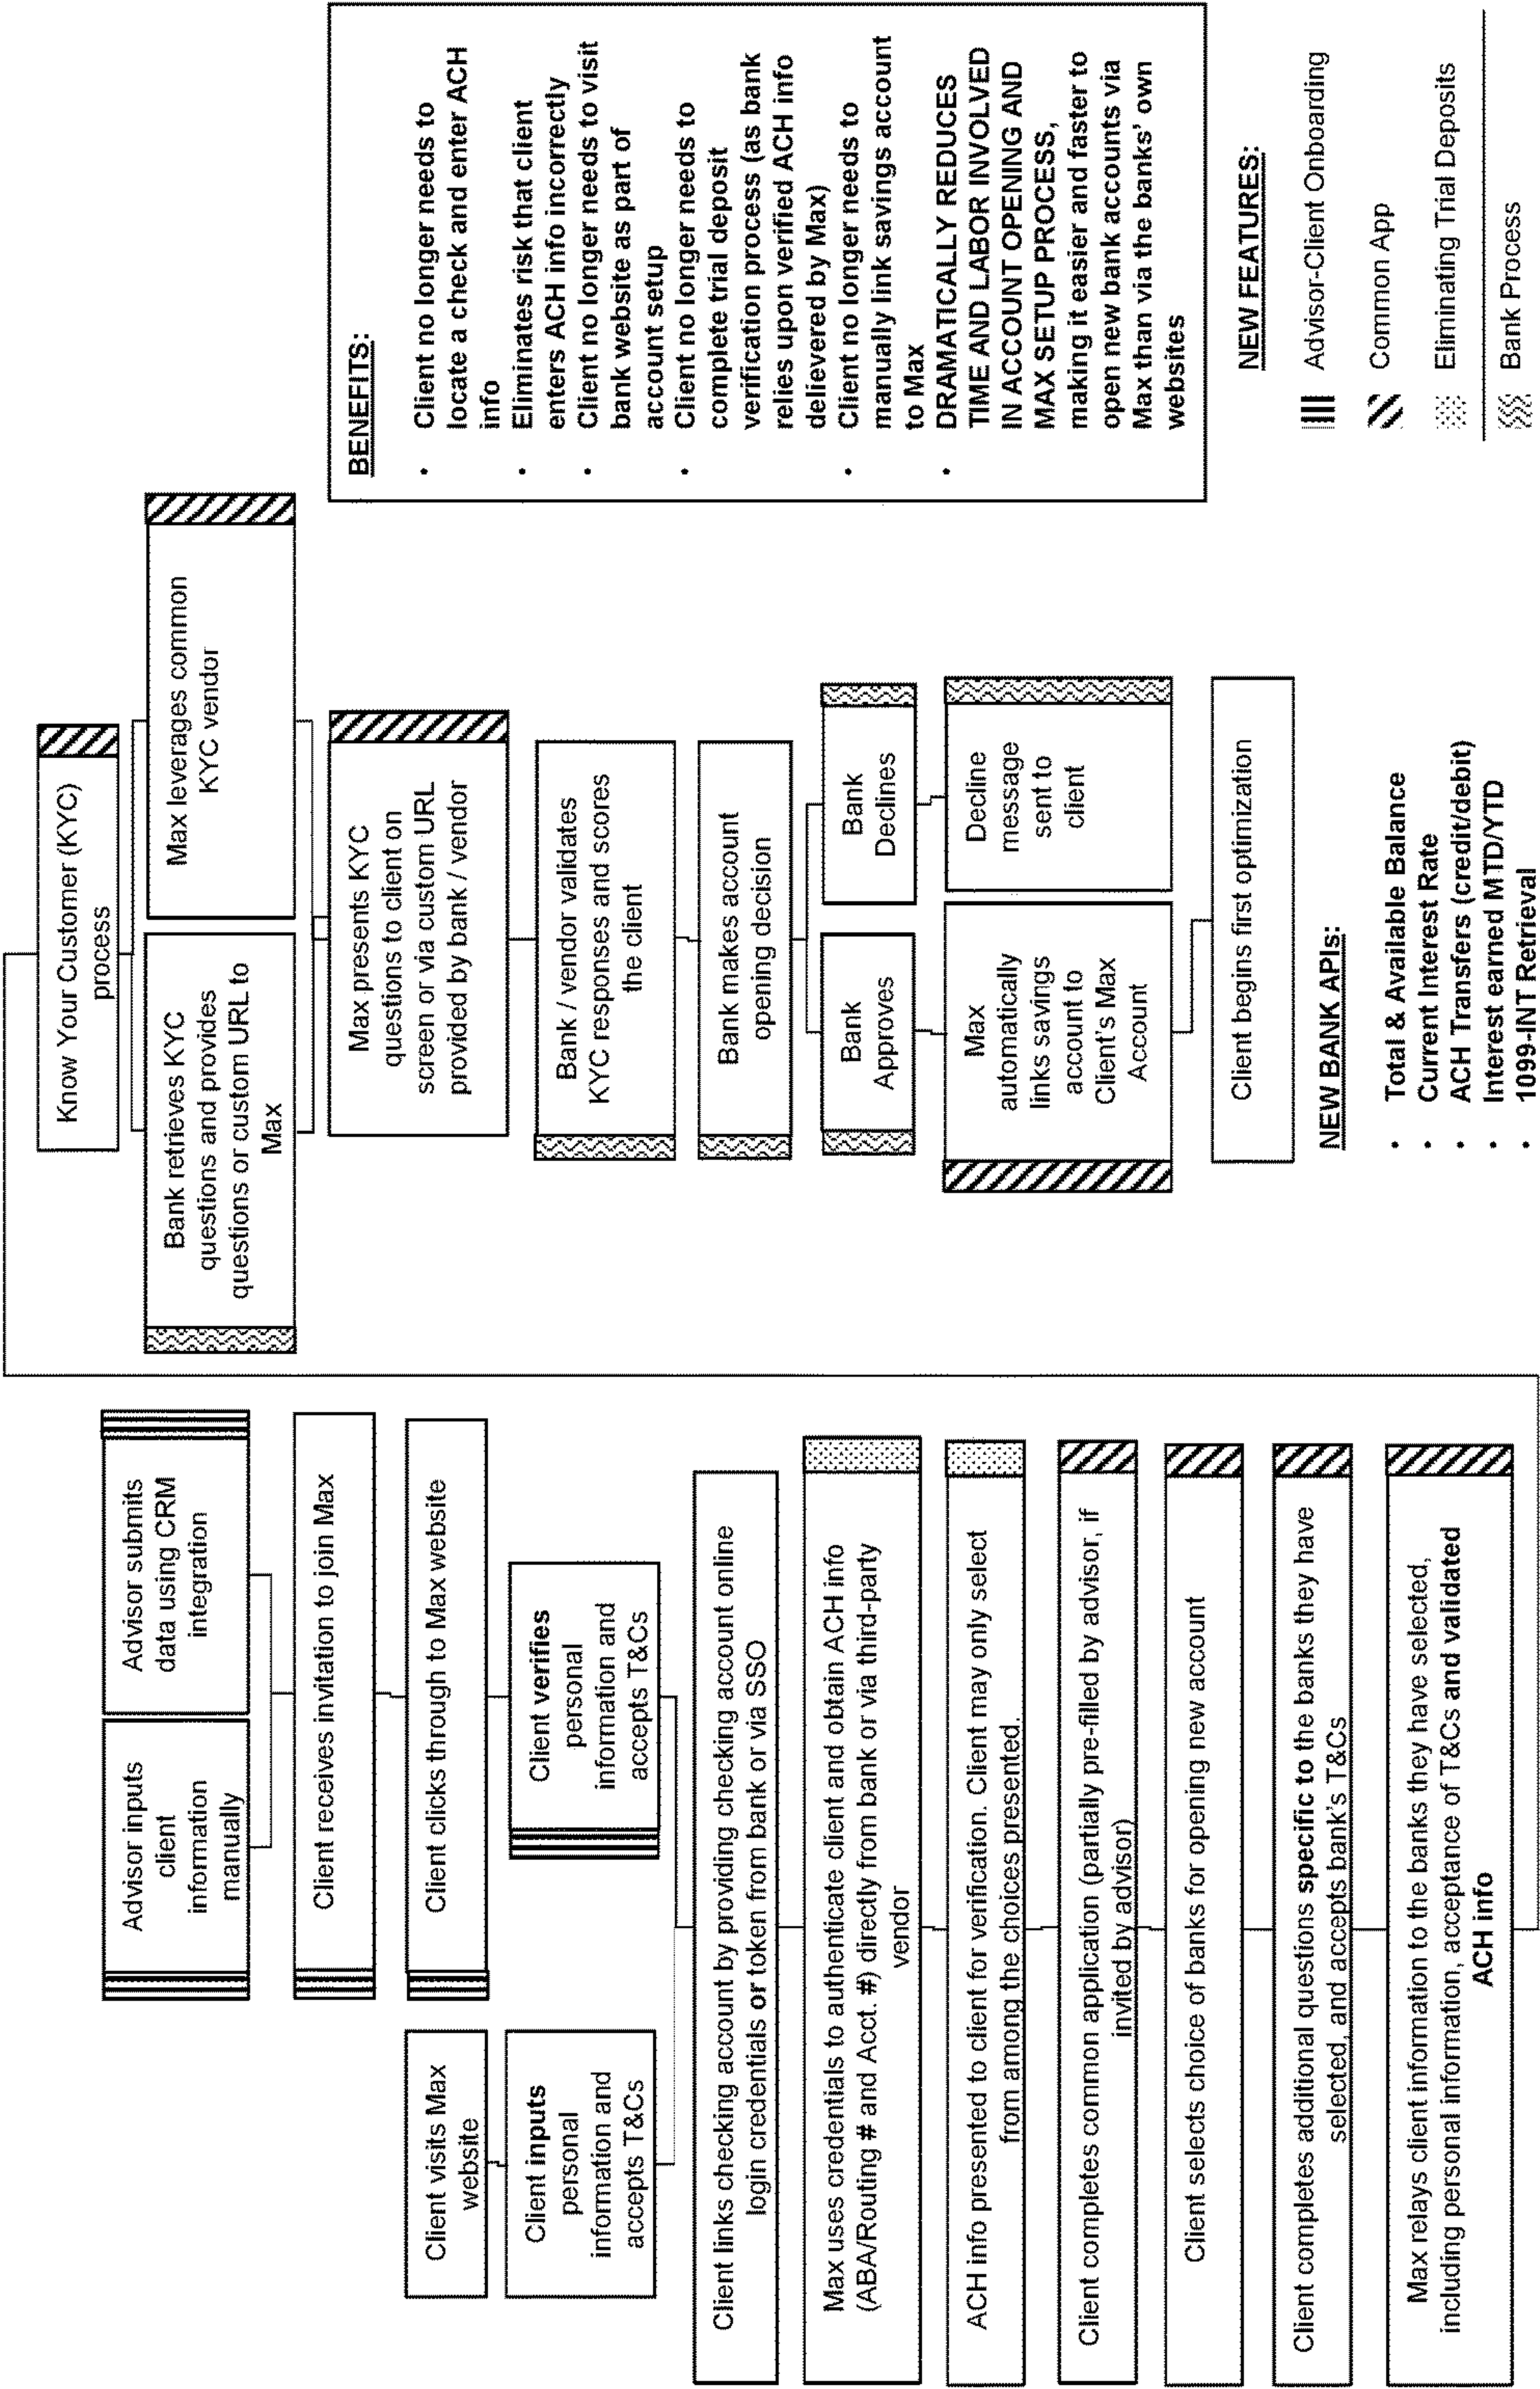 Advisor inputs
client
information
manually
Advisor submits
data using CRM
integration
Client receives invitation to join Max
Client visits Max
website
Client clicks through to Max website
Client inputs
personal
information and
accepts T&Cs
Client verifies
personal
information and
accepts T&Cs
Client links checking account by providing checking account online
login credentials or token from bank or via SSO
Max uses credentials to authenticate client and obtain ACH info
(ABA/Routing # and Acct. #) directly from bank or via third-party
vendor
ACH info presented to client for verification. Client may only select
from among the choices presented.
Client completes common application (partially pre-filled by advisor, if
invited by advisor)
Client selects choice of banks for opening new account
Client completes additional questions specific to the banks they have
selected, and accepts bank's T&Cs
Max relays client information to the banks they have selected,
including personal information, acceptance of T&Cs and validated
ACH info
Know Your Customer (KYC)
process
Bank retrieves KYC
questions and provides
questions or custom URL to
Max
Max leverages common
KYC vendor
Max presents KYC
questions to client on
screen or via custom URL
provided by bank / vendor
Bank / vendor validates
KYC responses and scores
the client
Bank makes account
opening decision
Bank
Approves
Bank
Declines
Max
automatically
links savings
account to
Client's Max
Account
Decline
messsage
sent to
client
Client begins first optimization
NEW BANK APIs:
• Total & Available Balance
• Current Interest Rate
• ACH Transfers (credit/debit)
• Interest earned MTD/YTD
• 1099-INT Retrieval
BENEFITS:
• Client no longer needs to
locate a check and enter ACH
info
• Eliminates risk that client
enters ACH info incorrectly
• Client no longer needs to visit
bank website as part of
account setup
• Client no longer needs to
complete trial deposit
verification process (as bank
relies upon verified ACH info
delievered by Max)
• Client no longer needs to
manually link savings account
to Max
• DRAMATICALLY REDUCES
TIME AND LABOR INVOLVED
IN ACCOUNT OPENING AND
MAX SETUP PROCESS,
making it easier and faster to
open new bank accounts via
Max than via the banks' own
websites
NEW FEATURES:
Advisor-Client Onboarding
Common App
Eliminating Trial Deposits
Bank Process